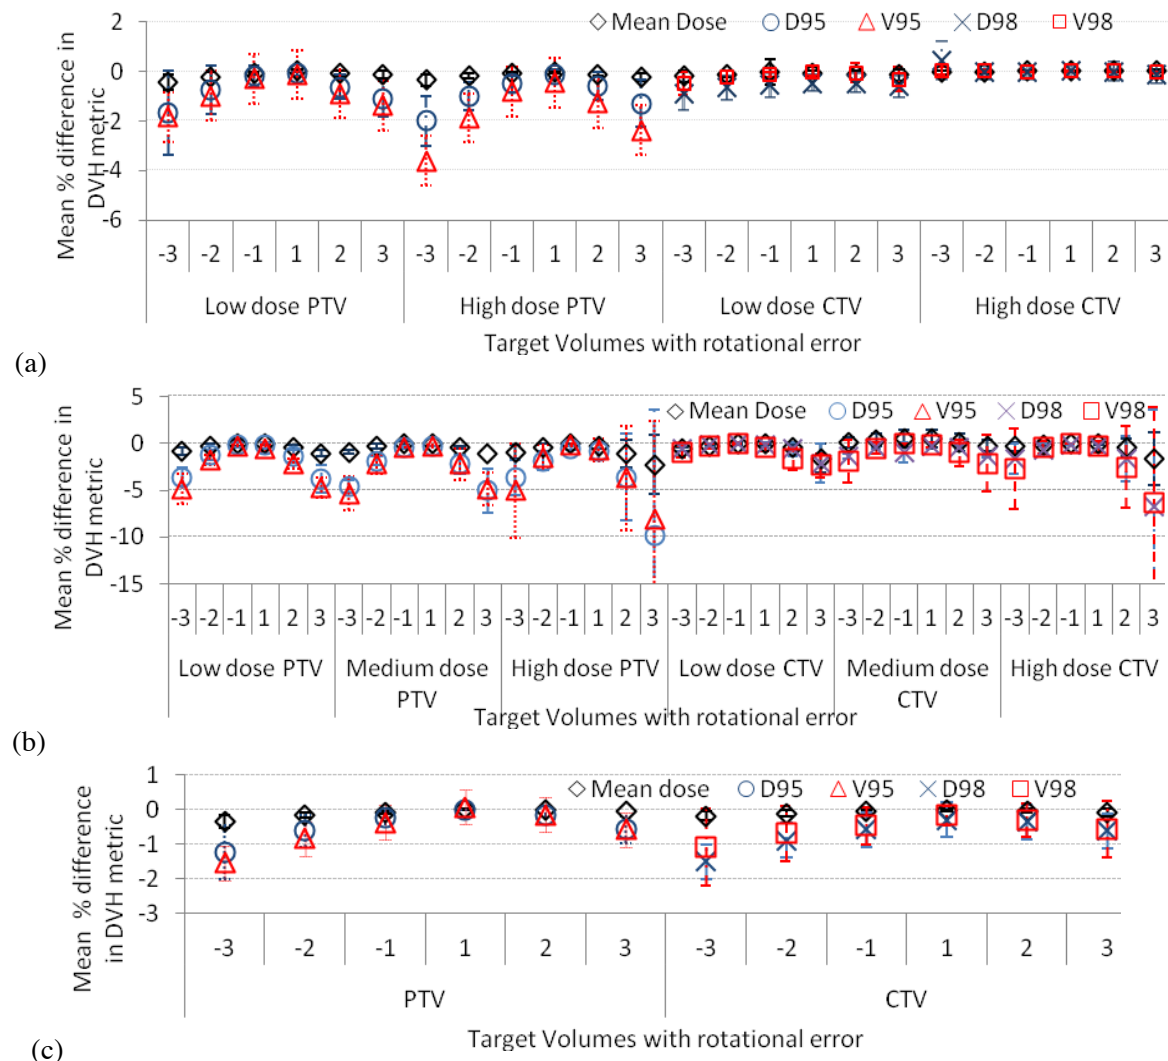 2
0
-2
-4
-6
Mean % difference in
DVH metric
Mean Dose D95 V95 D98 V98
-3 -2 -1 1 2 3 -3 -2 -1 1 2 3 -3 -2 -1 1 2 3 -3 -2 -1 1 2 3
Low dose PTV High dose PTV Low dose CTV High dose CTV
Target Volumes with rotational error
(a)
5
0
-5
-10
-15
Mean % difference in
DVH metric
Mean Dose D95 V95 D98 V98
-3 -2 -1 1 2 3 -3 -2 -1 1 2 3 -3 -2 -1 1 2 3 -3 -2 -1 1 2 3 -3 -2 -1 1 2 3 -3 -2 -1 1 2 3
Low dose PTV Medium dose High dose PTV Low dose CTV Medium dose High dose CTV
PTV CTV
Target Volumes with rotational error
(b)
1
0
-1
-2
-3
Mean % difference
in DVH metric
Mean dose D95 V95 D98 V98
-3 -2 -1 1 2 3 -3 -2 -1 1 2 3
PTV CTV
Target Volumes with rotational error
(c)